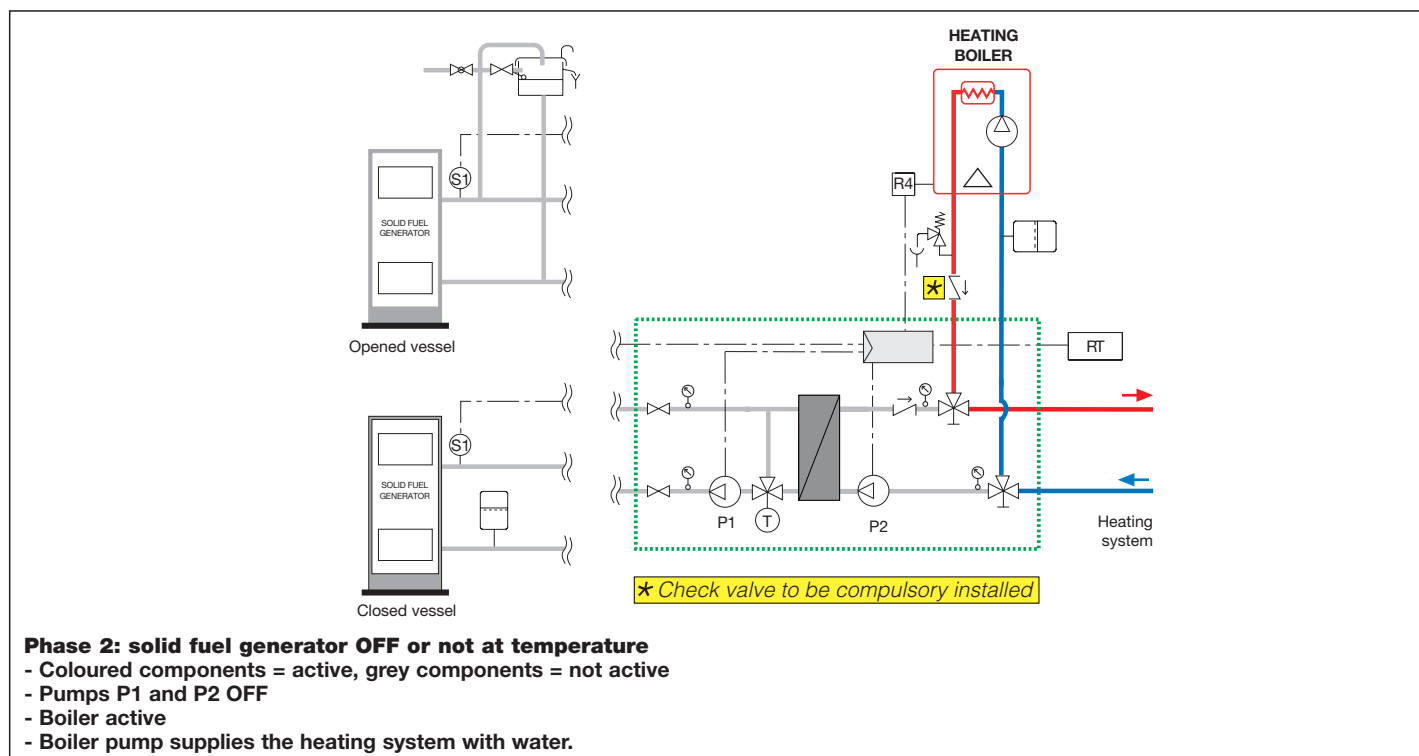 HEATING
BOILER
S1
SOLID FUEL
GENERATOR
R4
Opened vessel
RT
S1
SOLID FUEL
GENERATOR
P1
T
P2
Heating
system
Closed vessel
* Check valve to be compulsory installed
Phase 2: solid fuel generator OFF or not at temperature
- Coloured components = active, grey components = not active
- Pumps P1 and P2 OFF
- Boiler active
- Boiler pump supplies the heating system with water.